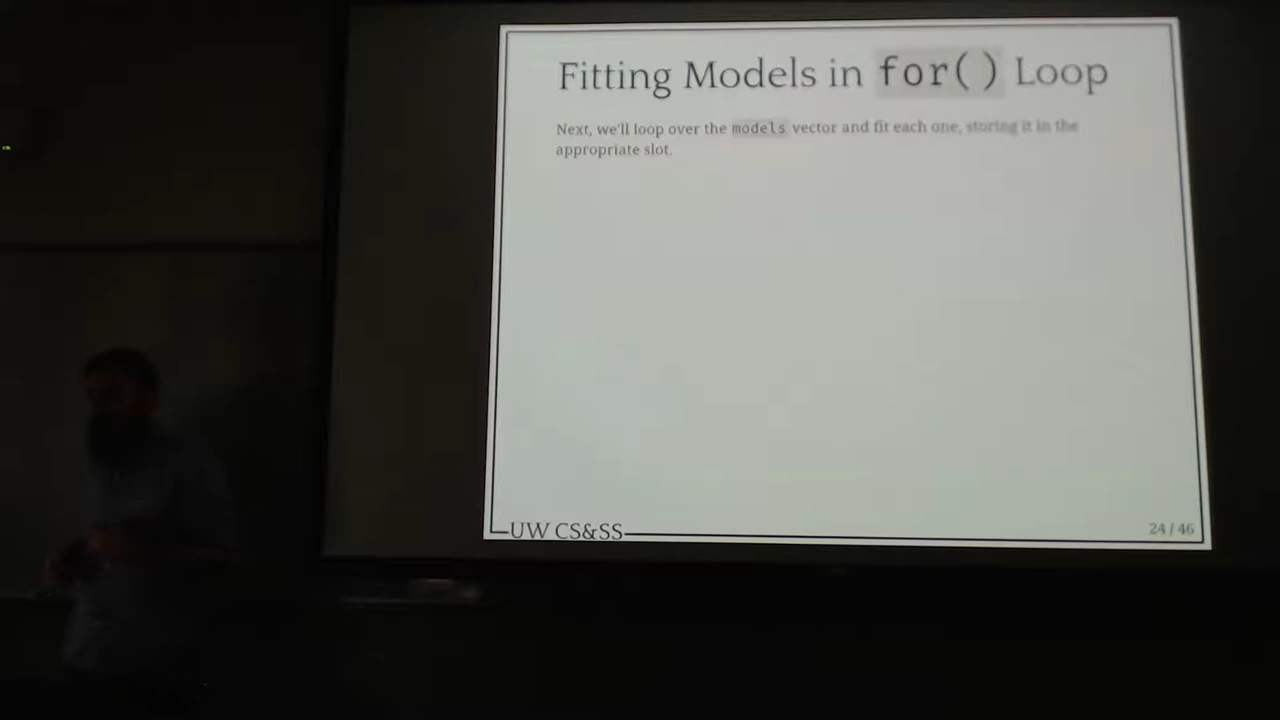 Fitting Models in for() Loop
Next, we'll loop over the models vector and fit each one, storing it in the
appropriate slot.
UW CS&SS
24 / 46